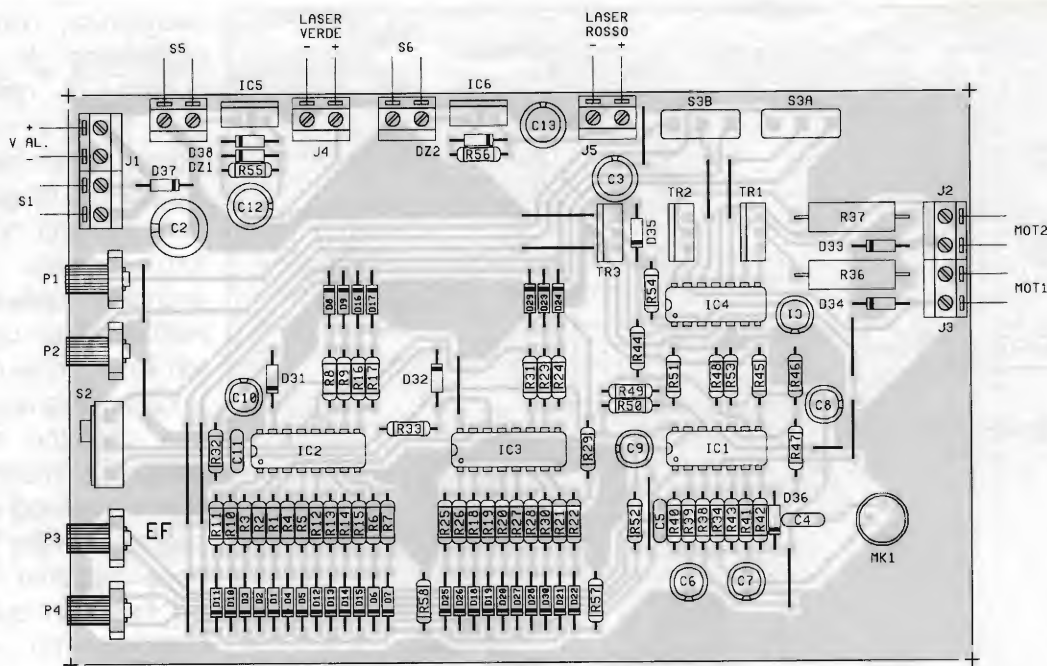 LASER
VERDE
- +
LASER
ROSSO
- +
S5
S6
IC5
IC6
S3B
S3A
+
V AL.
-
S1
J1
D38
DZ1
R55
D37
C2
C12
J4
DZ2
R56
C13
J5
C3
TR2
TR1
TR3
D35
R37
D33
R36
D34
J2
MOT2
MOT1
J3
P1
P2
D8
D9
D16
D17
D29
D23
D24
R54
IC4
R44
S2
C10
D31
R8
R9
R16
R17
D32
R31
R23
R24
R51
R48
R53
R45
R46
R49
R50
C8
R32
C11
IC2
R33
IC3
R29
C9
IC1
R47
P3
EF
R11
R10
R3
R2
R1
R4
R5
R12
R13
R14
R15
R6
R7
R25
R26
R18
R19
R20
R27
R28
R30
R21
R22
R52
C5
R40
R39
R38
R34
R43
R41
R42
D36
C4
MK1
P4
D11
D10
D3
D2
D1
D4
D5
D12
D13
D14
D15
D6
D7
R58
D25
D26
D18
D19
D20
D27
D28
D30
D21
D22
R57
C6
C7